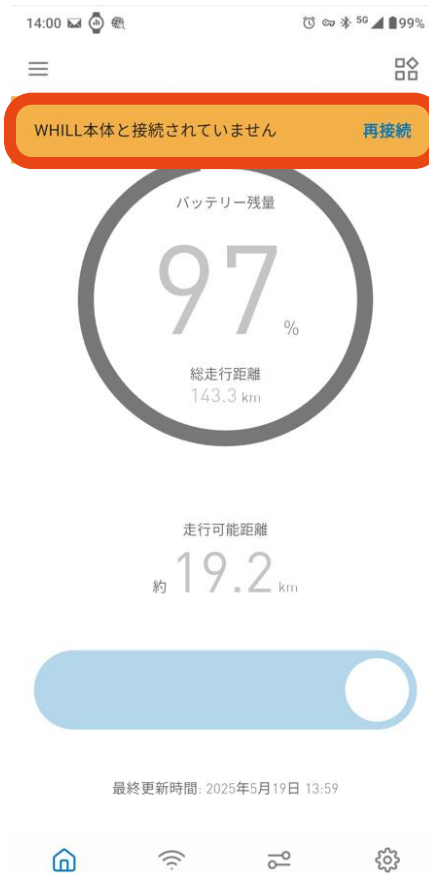 14:00 5G 99%
WHILL本体と接続されていません 再接続
バッテリー残量
97
%
総走行距離
143.3 km
走行可能距離
約 19.2 km
最終更新時間: 2025年5月19日 13:59